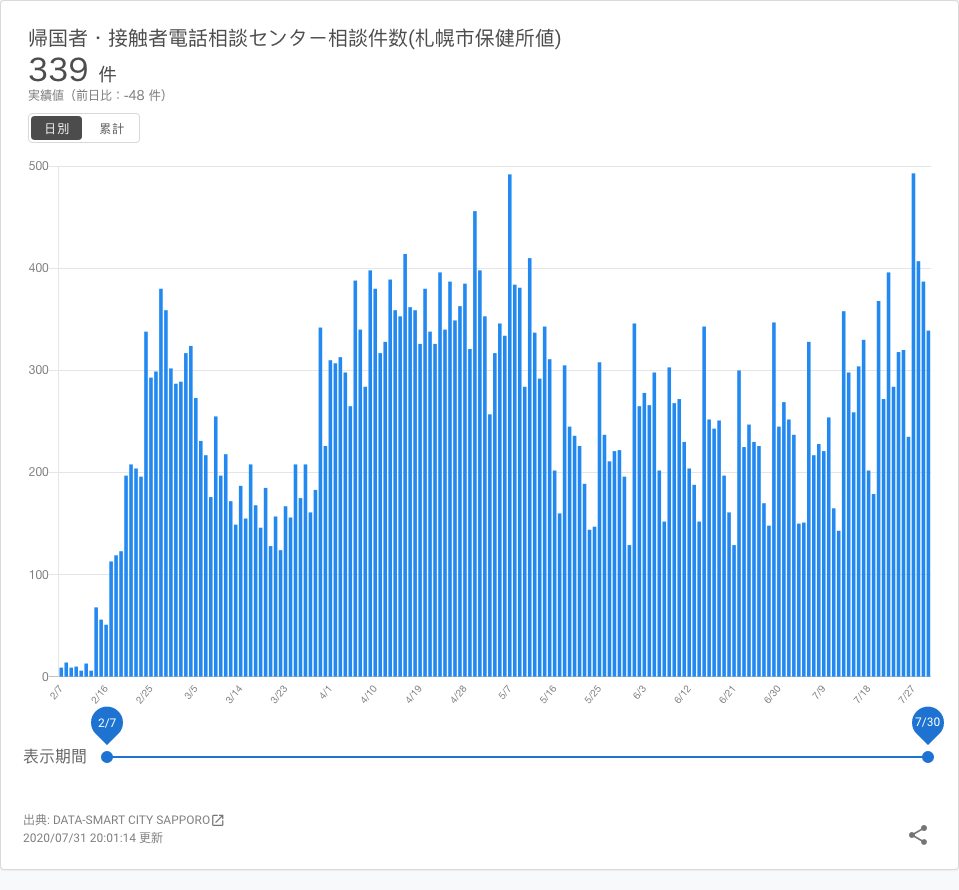 帰国者・接触者電話相談センター相談件数(札幌市保健所値)
339 件
実績値（前日比：-48 件）
日別 累計
500
400
300
200
100
0
2/7 2/16 2/25 3/5 3/14 3/23 4/1 4/10 4/19 4/28 5/7 5/16 5/25 6/3 6/12 6/21 6/30 7/9 7/18 7/27
2/7 7/30
表示期間
出典: DATA-SMART CITY SAPPORO
2020/07/31 20:01:14 更新